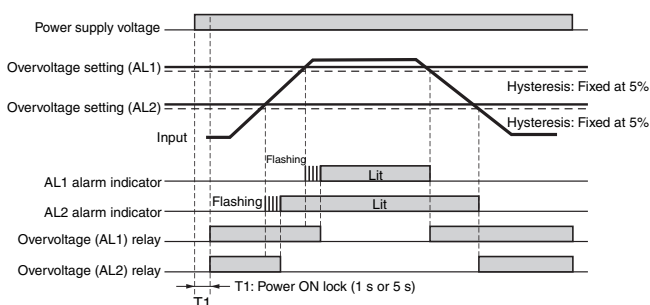 Power supply voltage
Overvoltage setting (AL1)
Hysteresis: Fixed at 5%
Overvoltage setting (AL2)
Hysteresis: Fixed at 5%
Input
Flashing
AL1 alarm indicator
Lit
AL2 alarm indicator
Flashing
Lit
Overvoltage (AL1) relay
Overvoltage (AL2) relay
T1: Power ON lock (1 s or 5 s)
T1